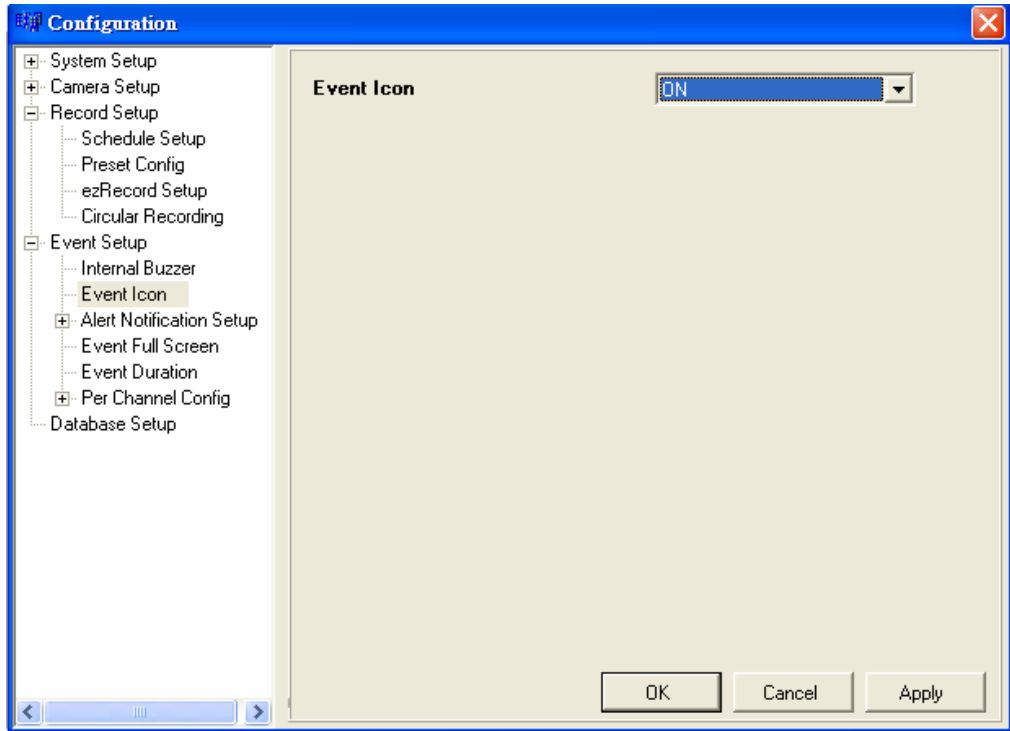 Configuration
System Setup
Camera Setup
Record Setup
Schedule Setup
Preset Config
ezRecord Setup
Circular Recording
Event Setup
Internal Buzzer
Event Icon
Alert Notification Setup
Event Full Screen
Event Duration
Per Channel Config
Database Setup
Event Icon ON
OK Cancel Apply